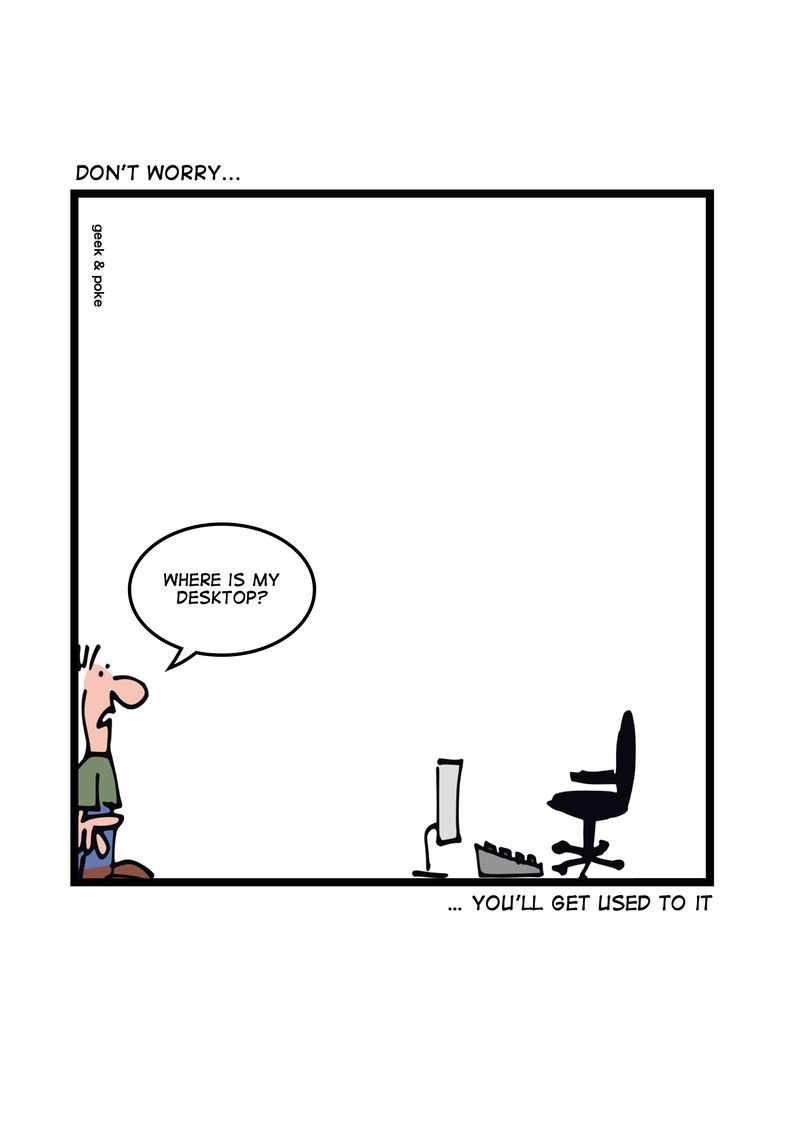 DON'T WORRY...
geek & poke
WHERE IS MY
DESKTOP?
... YOU'LL GET USED TO IT